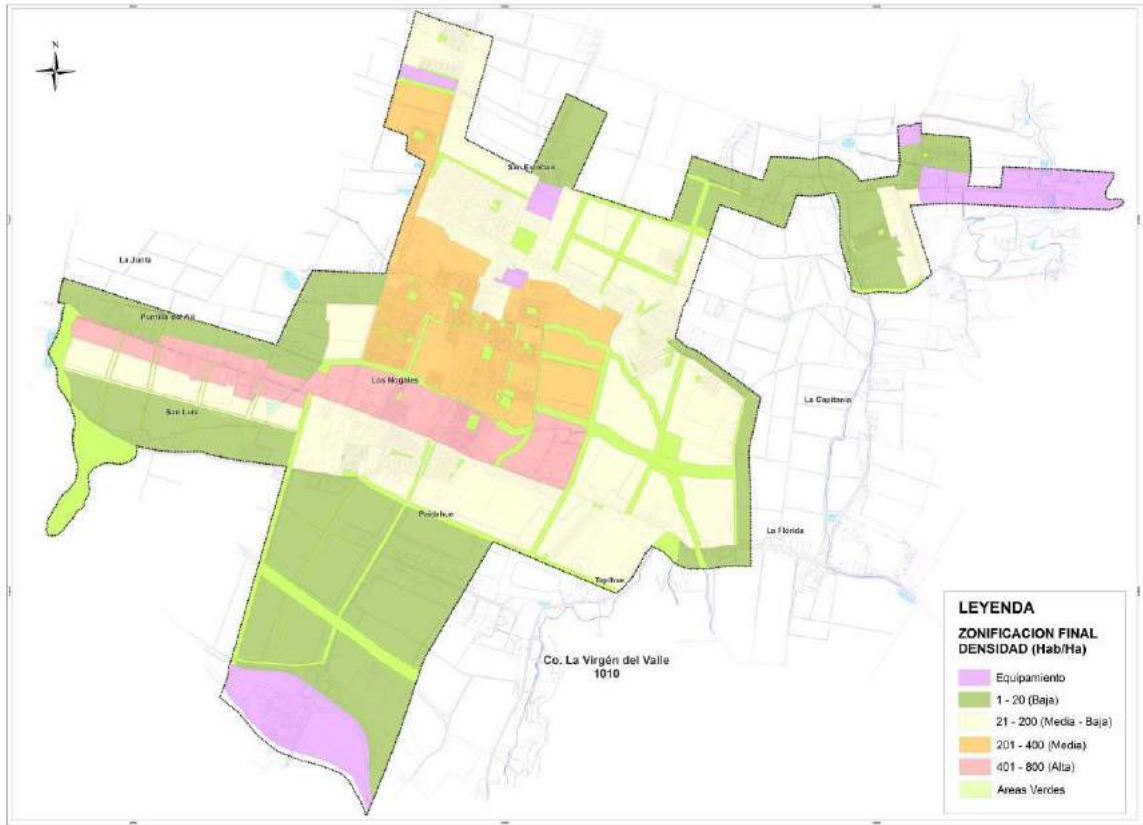 N
San Esteban
La Junta
Puntilla del Ají
Los Nogales
San Luis
La Capitanía
Pocuro
La Florida
Co. La Virgén del Valle
1010
LEYENDA
ZONIFICACION FINAL
DENSIDAD (Hab/Ha)
Equipamiento
1 - 20 (Baja)
21 - 200 (Media - Baja)
201 - 400 (Media)
401 - 800 (Alta)
Areas Verdes